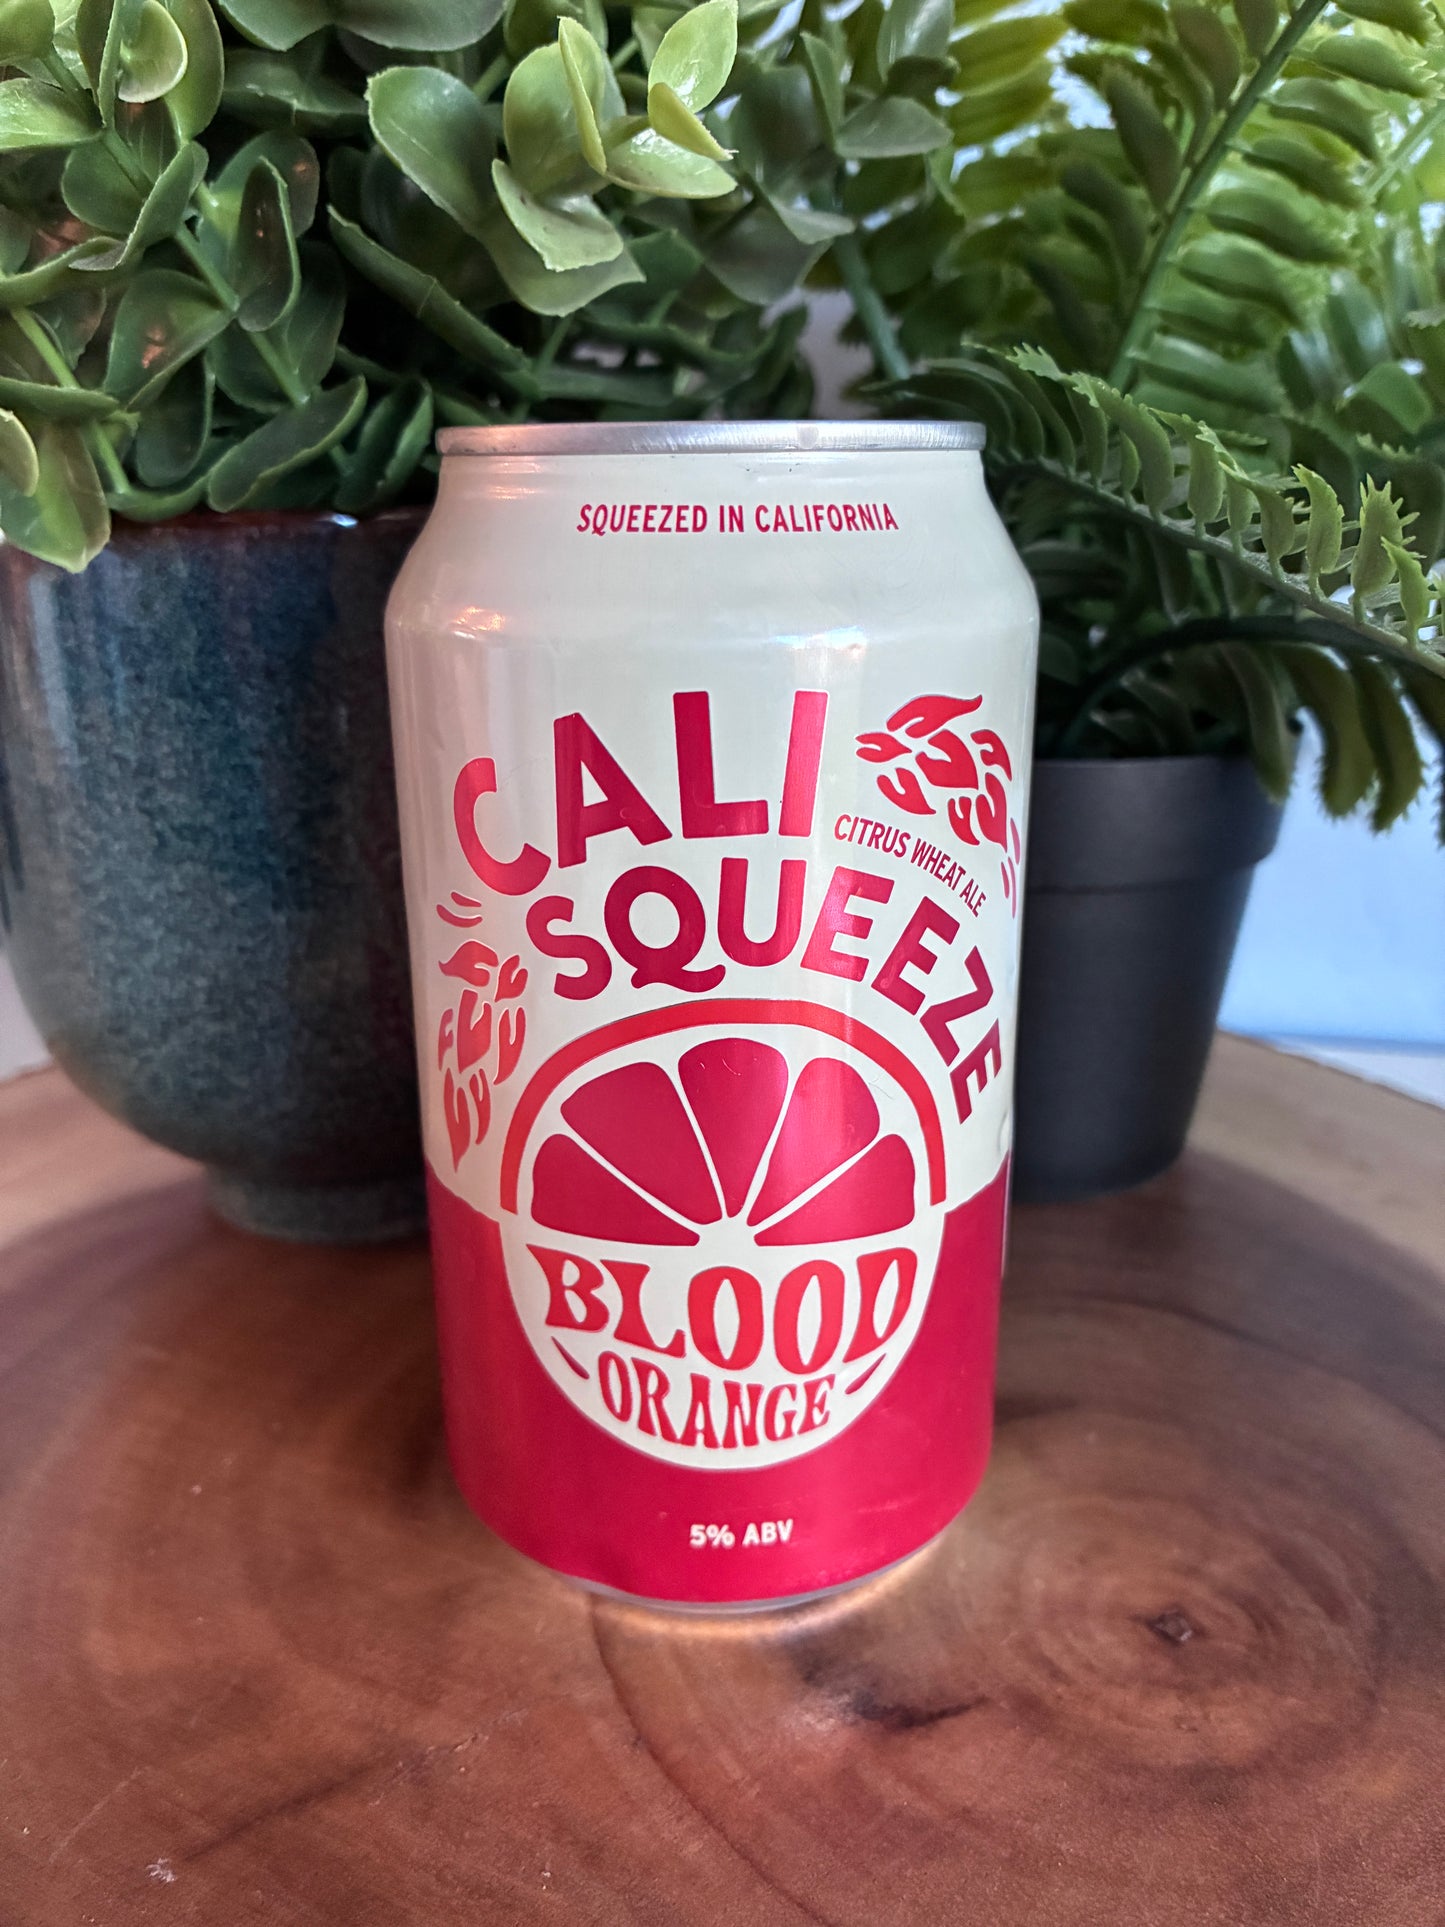 SQUEEZED IN CALIFORNIA
CALI
CITRUS WHEAT ALE
SQUEEZE
BLOOD
ORANGE
5% ABV